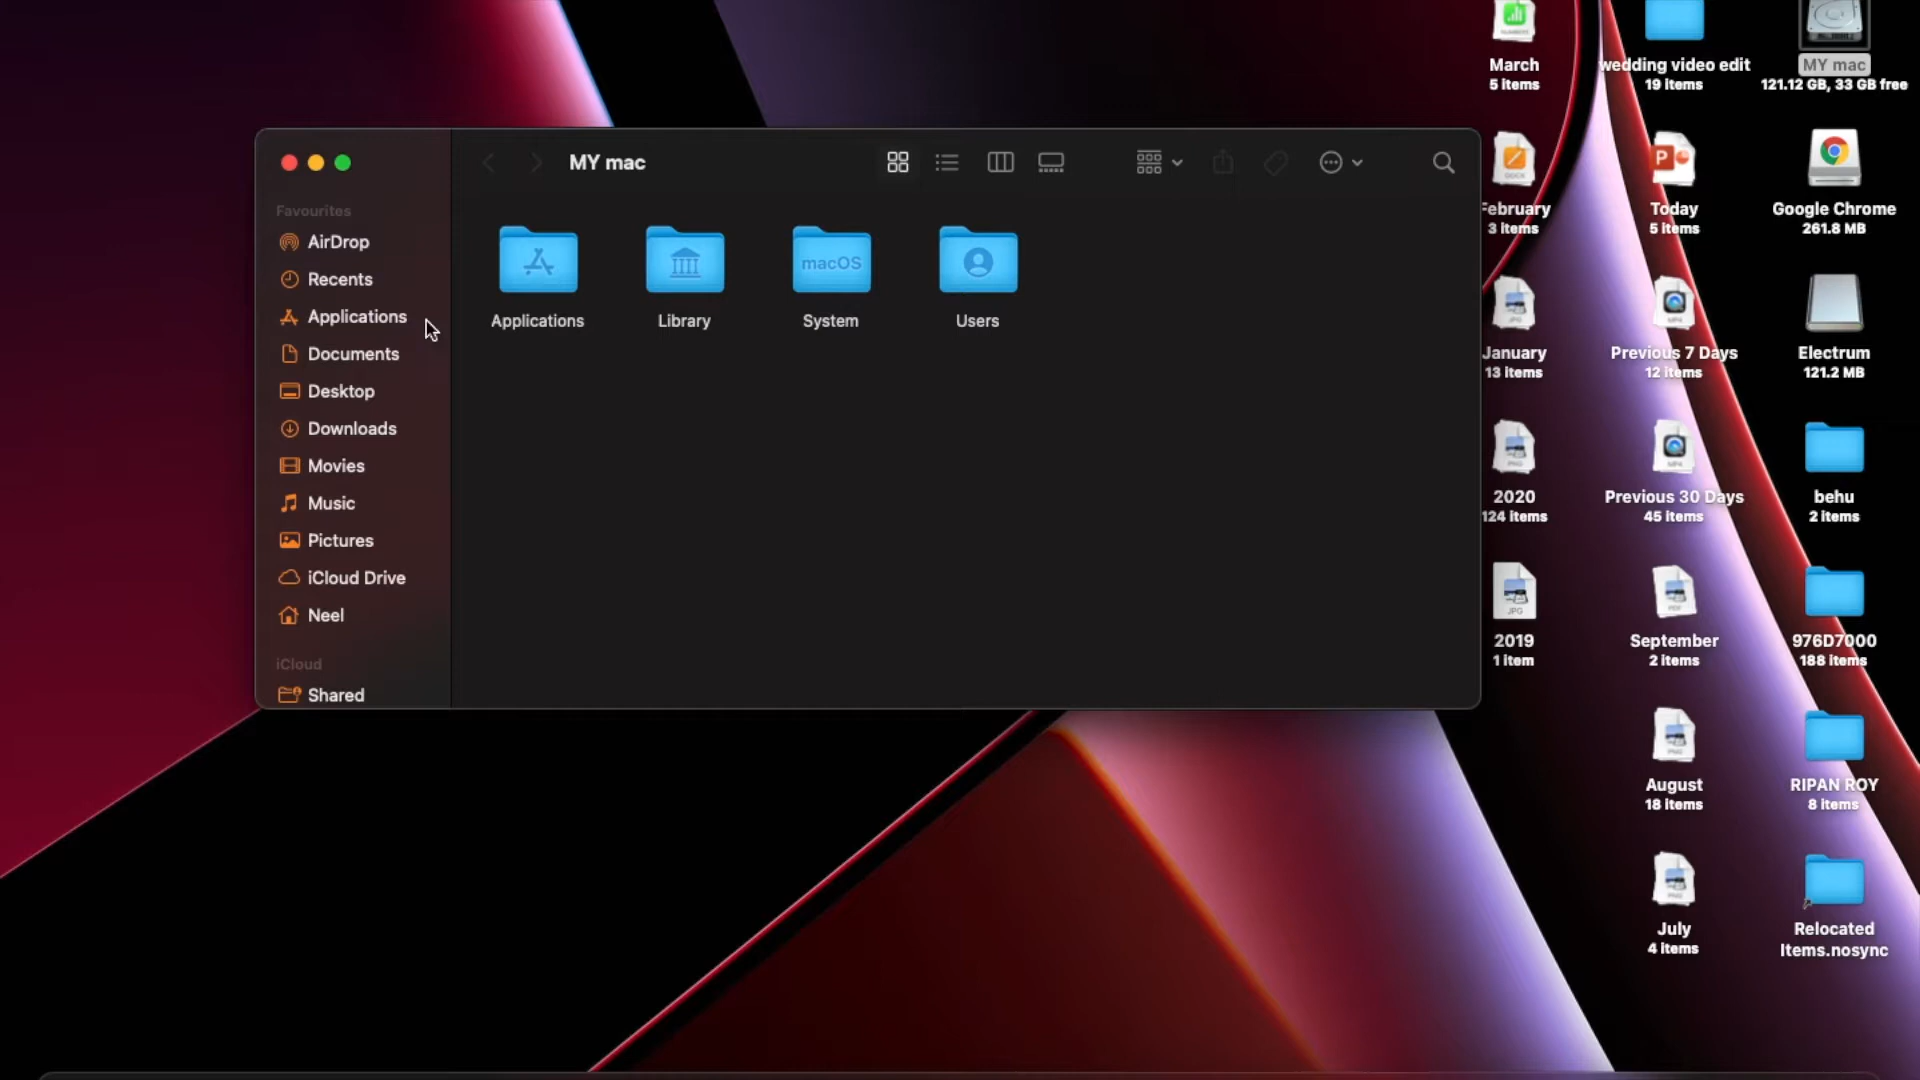 MY mac
Favourites
AirDrop
Recents
Applications
Documents
Desktop
Downloads
Movies
Music
Pictures
iCloud Drive
Neel
iCloud
Shared
Applications
Library
macOS
System
Users
March
5 items
February
3 items
January
13 items
2020
124 items
JPG
2019
1 item
wedding video edit
19 items
P
Today
5 items
Previous 7 Days
12 items
Previous 30 Days
45 items
September
2 items
August
18 items
July
4 items
MY mac
121.12 GB, 33 GB free
Google Chrome
261.8 MB
Electrum
121.2 MB
behu
2 items
976D7000
188 items
RIPAN ROY
8 items
Relocated
Items.nosync